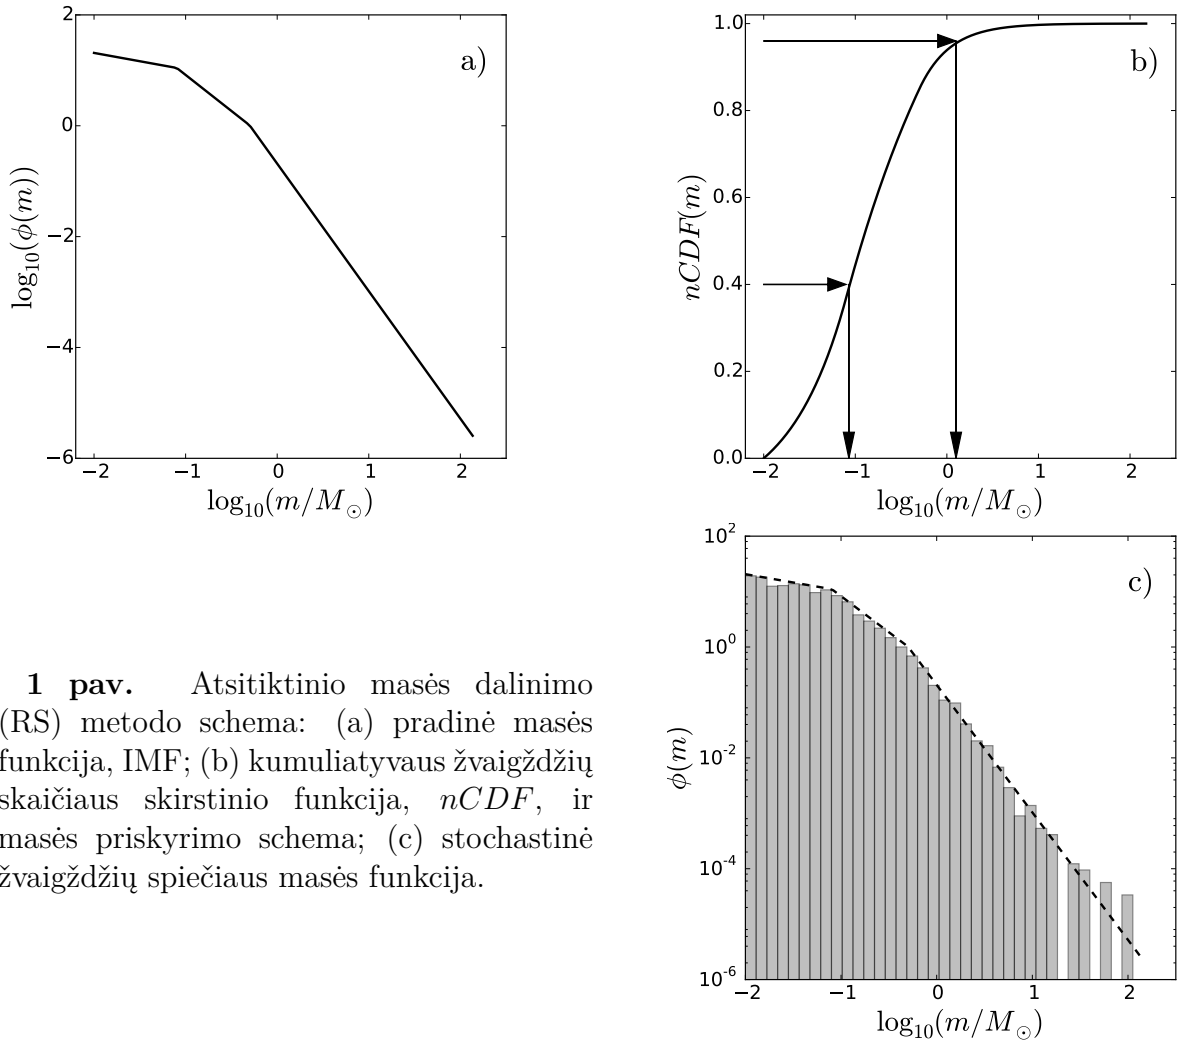 a)
2
0
−2
−4
−6
−2
−1
0
1
2
log10(ϕ(m))
log10(m/M⊙)
b)
1.0
0.8
0.6
0.4
0.2
0.0
−2
−1
0
1
2
nCDF(m)
log10(m/M⊙)
c)
10^2
10^0
10^-2
10^-4
10^-6
−2
−1
0
1
2
ϕ(m)
log10(m/M⊙)
1 pav. Atsitiktinio masės dalinimo
(RS) metodo schema: (a) pradinė masės
funkcija, IMF; (b) kumuliatyvaus žvaigždžių
skaičiaus skirstinio funkcija, nCDF, ir
masės priskyrimo schema; (c) stochastinė
žvaigždžių spiečiaus masės funkcija.